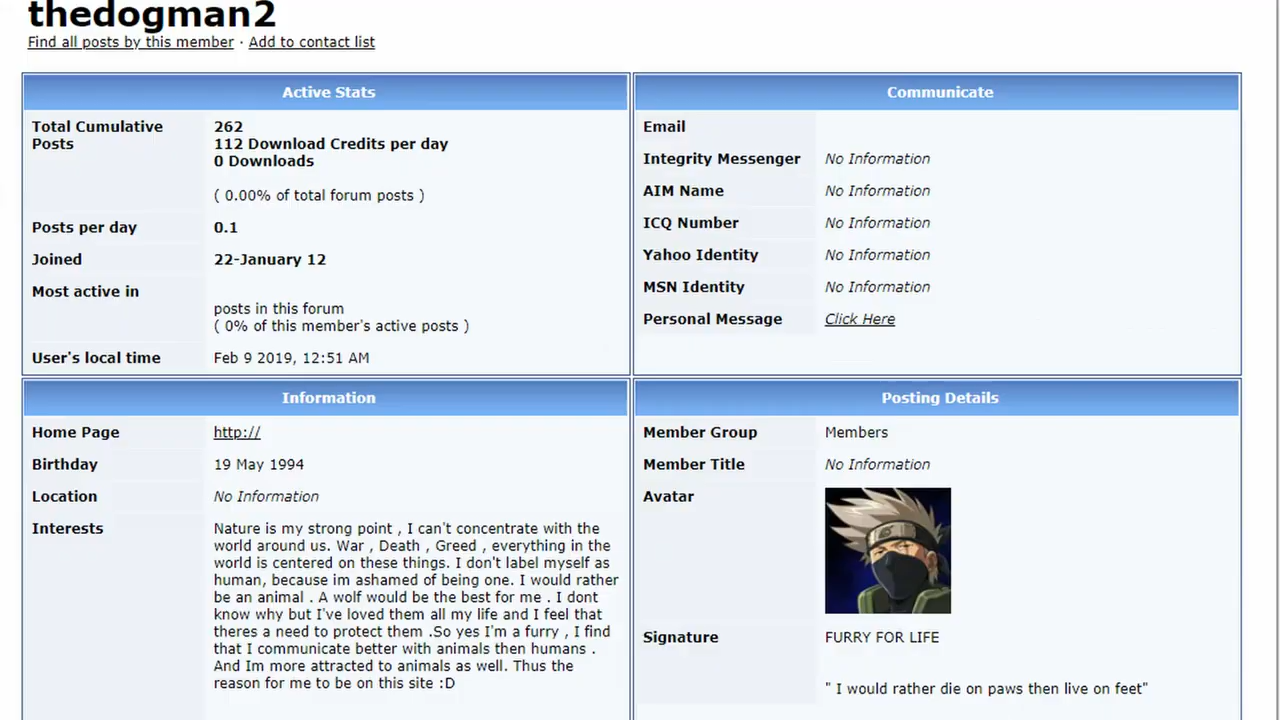 thedogman2
Find all posts by this member · Add to contact list
Active Stats
Total Cumulative Posts
262
112 Download Credits per day
0 Downloads
( 0.00% of total forum posts )
Posts per day
0.1
Joined
22-January 12
Most active in
posts in this forum
( 0% of this member's active posts )
User's local time
Feb 9 2019, 12:51 AM
Communicate
Email
Integrity Messenger
No Information
AIM Name
No Information
ICQ Number
No Information
Yahoo Identity
No Information
MSN Identity
No Information
Personal Message
Click Here
Information
Home Page
http://
Birthday
19 May 1994
Location
No Information
Interests
Nature is my strong point , I can't concentrate with the
world around us. War , Death , Greed , everything in the
world is centered on these things. I don't label myself as
human, because im ashamed of being one. I would rather
be an animal . A wolf would be the best for me . I dont
know why but I've loved them all my life and I feel that
theres a need to protect them .So yes I'm a furry , I find
that I communicate better with animals then humans .
And Im more attracted to animals as well. Thus the
reason for me to be on this site :D
Posting Details
Member Group
Members
Member Title
No Information
Avatar
Signature
FURRY FOR LIFE
" I would rather die on paws then live on feet"